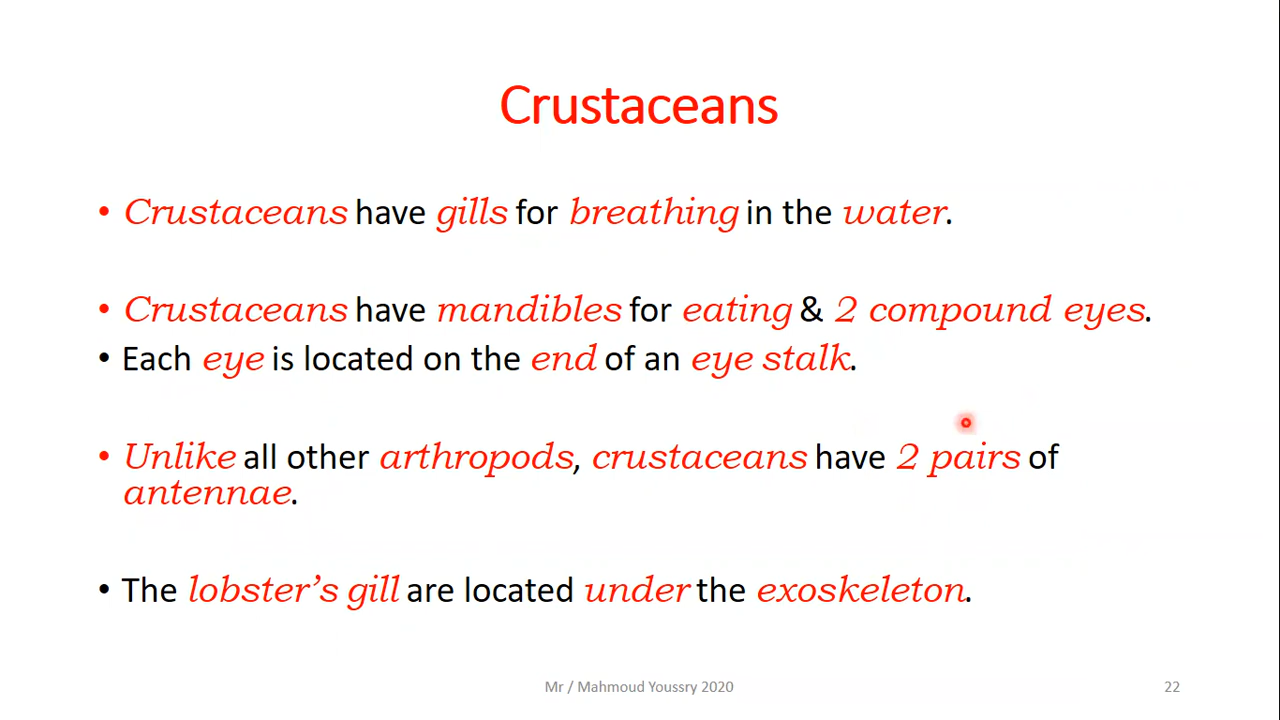 Crustaceans
• Crustaceans have gills for breathing in the water.
• Crustaceans have mandibles for eating & 2 compound eyes.
• Each eye is located on the end of an eye stalk.
• Unlike all other arthropods, crustaceans have 2 pairs of
antennae.
• The lobster's gill are located under the exoskeleton.
Mr / Mahmoud Youssry 2020
22